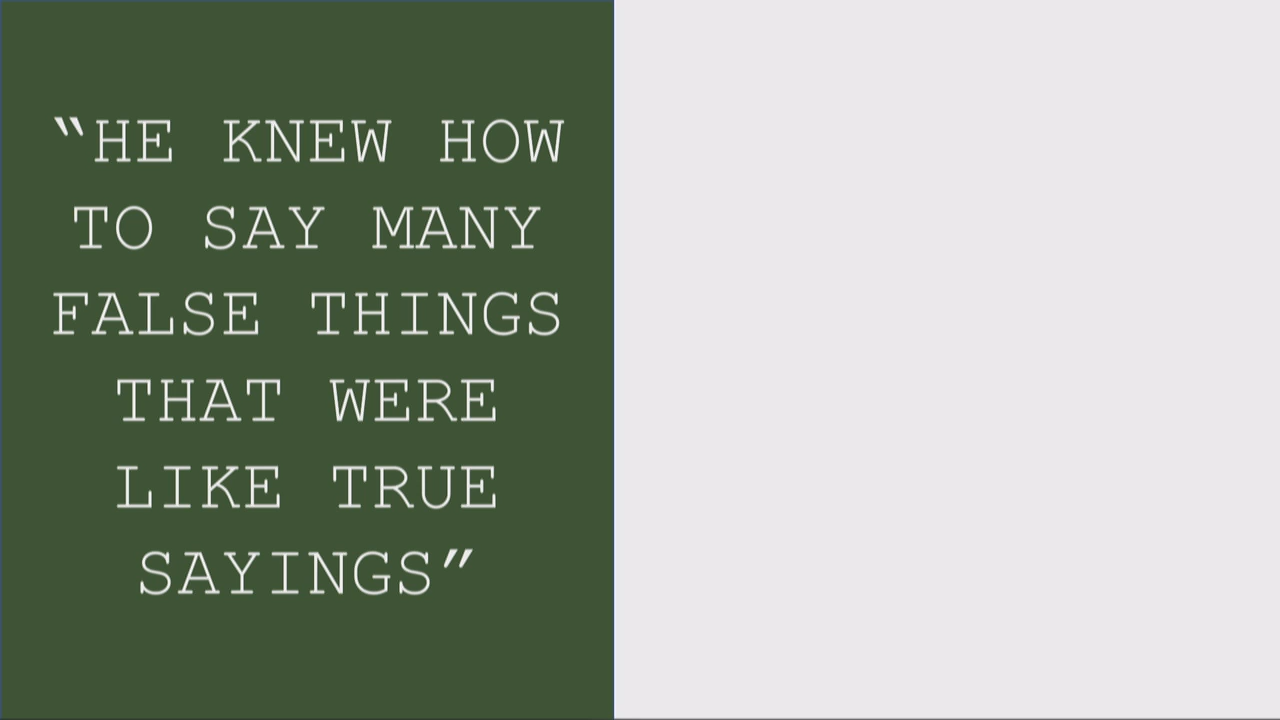 “HE KNEW HOW
TO SAY MANY
FALSE THINGS
THAT WERE
LIKE TRUE
SAYINGS”